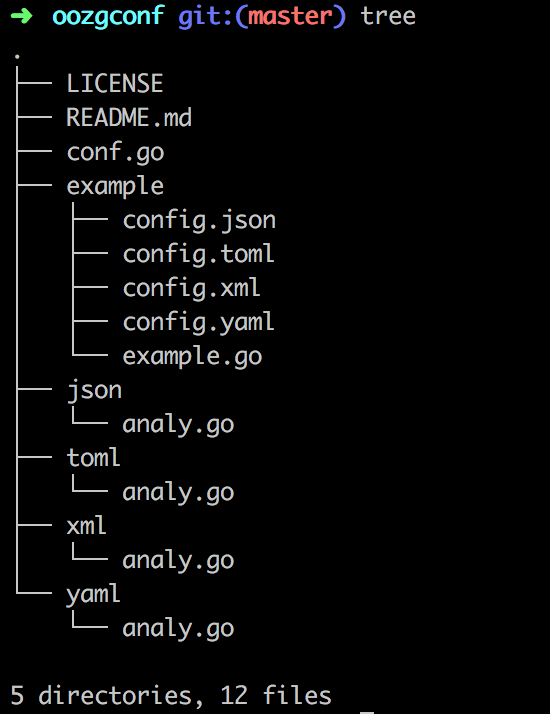 ➜ oozgconf git:(master) tree
.
├── LICENSE
├── README.md
├── conf.go
├── example
│   ├── config.json
│   ├── config.toml
│   ├── config.xml
│   ├── config.yaml
│   └── example.go
├── json
│   └── analy.go
├── toml
│   └── analy.go
├── xml
│   └── analy.go
└── yaml
    └── analy.go

5 directories, 12 files